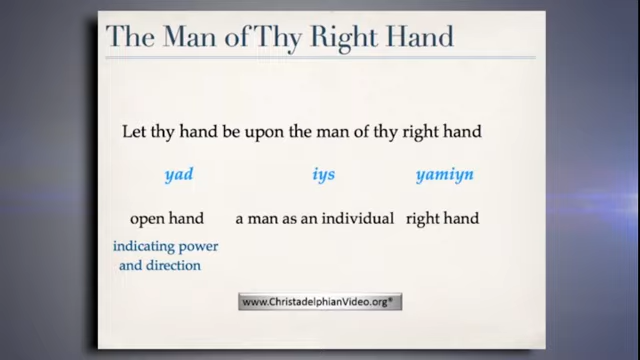 The Man of Thy Right Hand
Let thy hand be upon the man of thy right hand
yad iys yamiyn
open hand a man as an individual right hand
indicating power
and direction
www.ChristadelphianVideo.org®